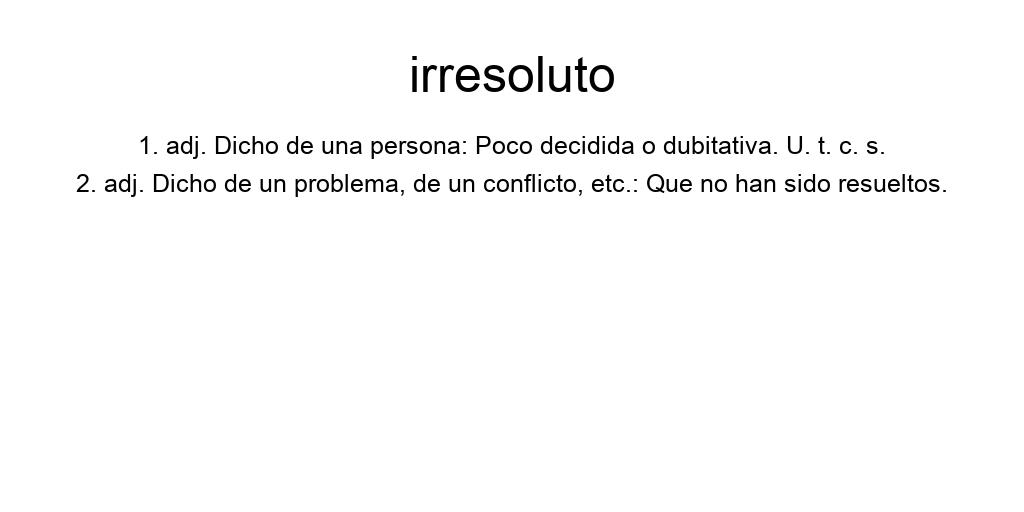 irresoluto
1. adj. Dicho de una persona: Poco decidida o dubitativa. U. t. c. s.
2. adj. Dicho de un problema, de un conflicto, etc.: Que no han sido resueltos.